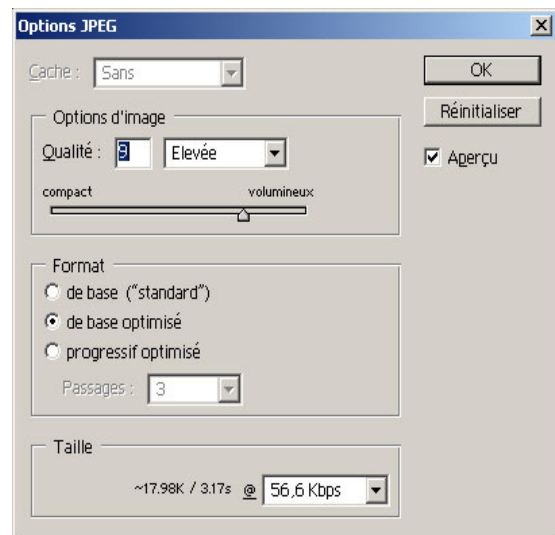 Options JPEG
Cache : Sans
OK
Options d'image
Réinitialiser
Qualité : 9 Elevée
Aperçu
compact volumineux
Format
de base ("standard")
de base optimisé
progressif optimisé
Passages : 3
Taille
~17.98K / 3.17s @ 56,6 Kbps